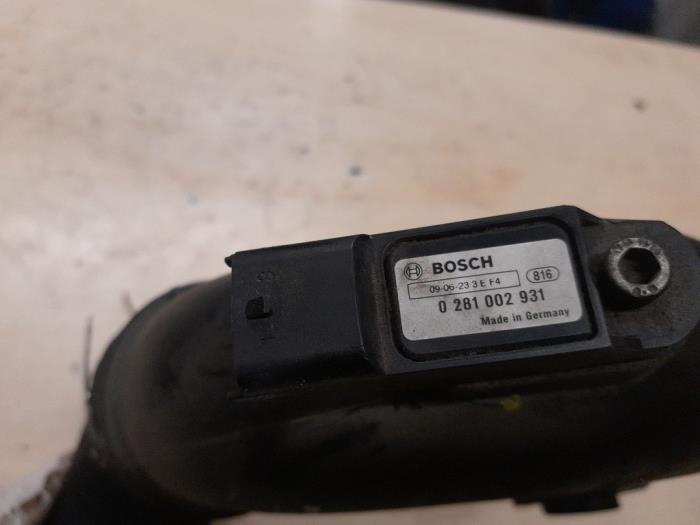 BOSCH
09-06-23 3 E F4
816
0 281 002 931
Made in Germany